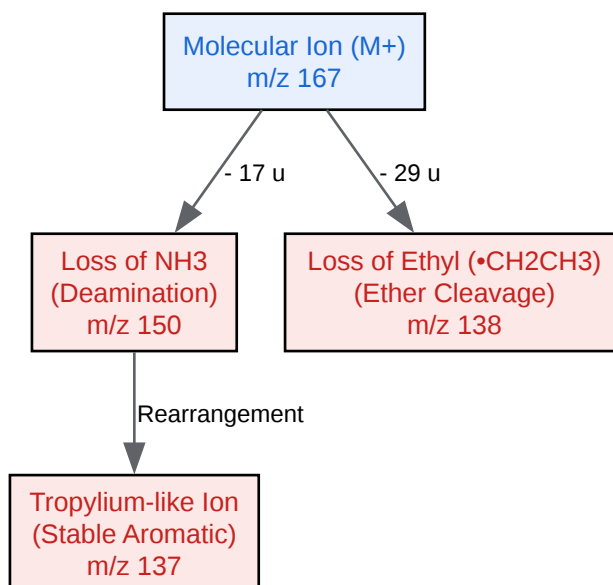 Molecular Ion (M+)
m/z 167
- 17 u
- 29 u
Loss of NH3
(Deamination)
m/z 150
Loss of Ethyl (•CH2CH3)
(Ether Cleavage)
m/z 138
Rearrangement
Tropylium-like Ion
(Stable Aromatic)
m/z 137